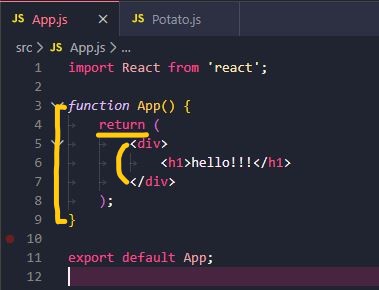 JS App.js × JS Potato.js
src > JS App.js > ...
1 import React from 'react';
2
3 function App() {
4 return (
5 <div>
6 <h1>hello!!!</h1>
7 </div>
8 );
9 }
10
11 export default App;
12